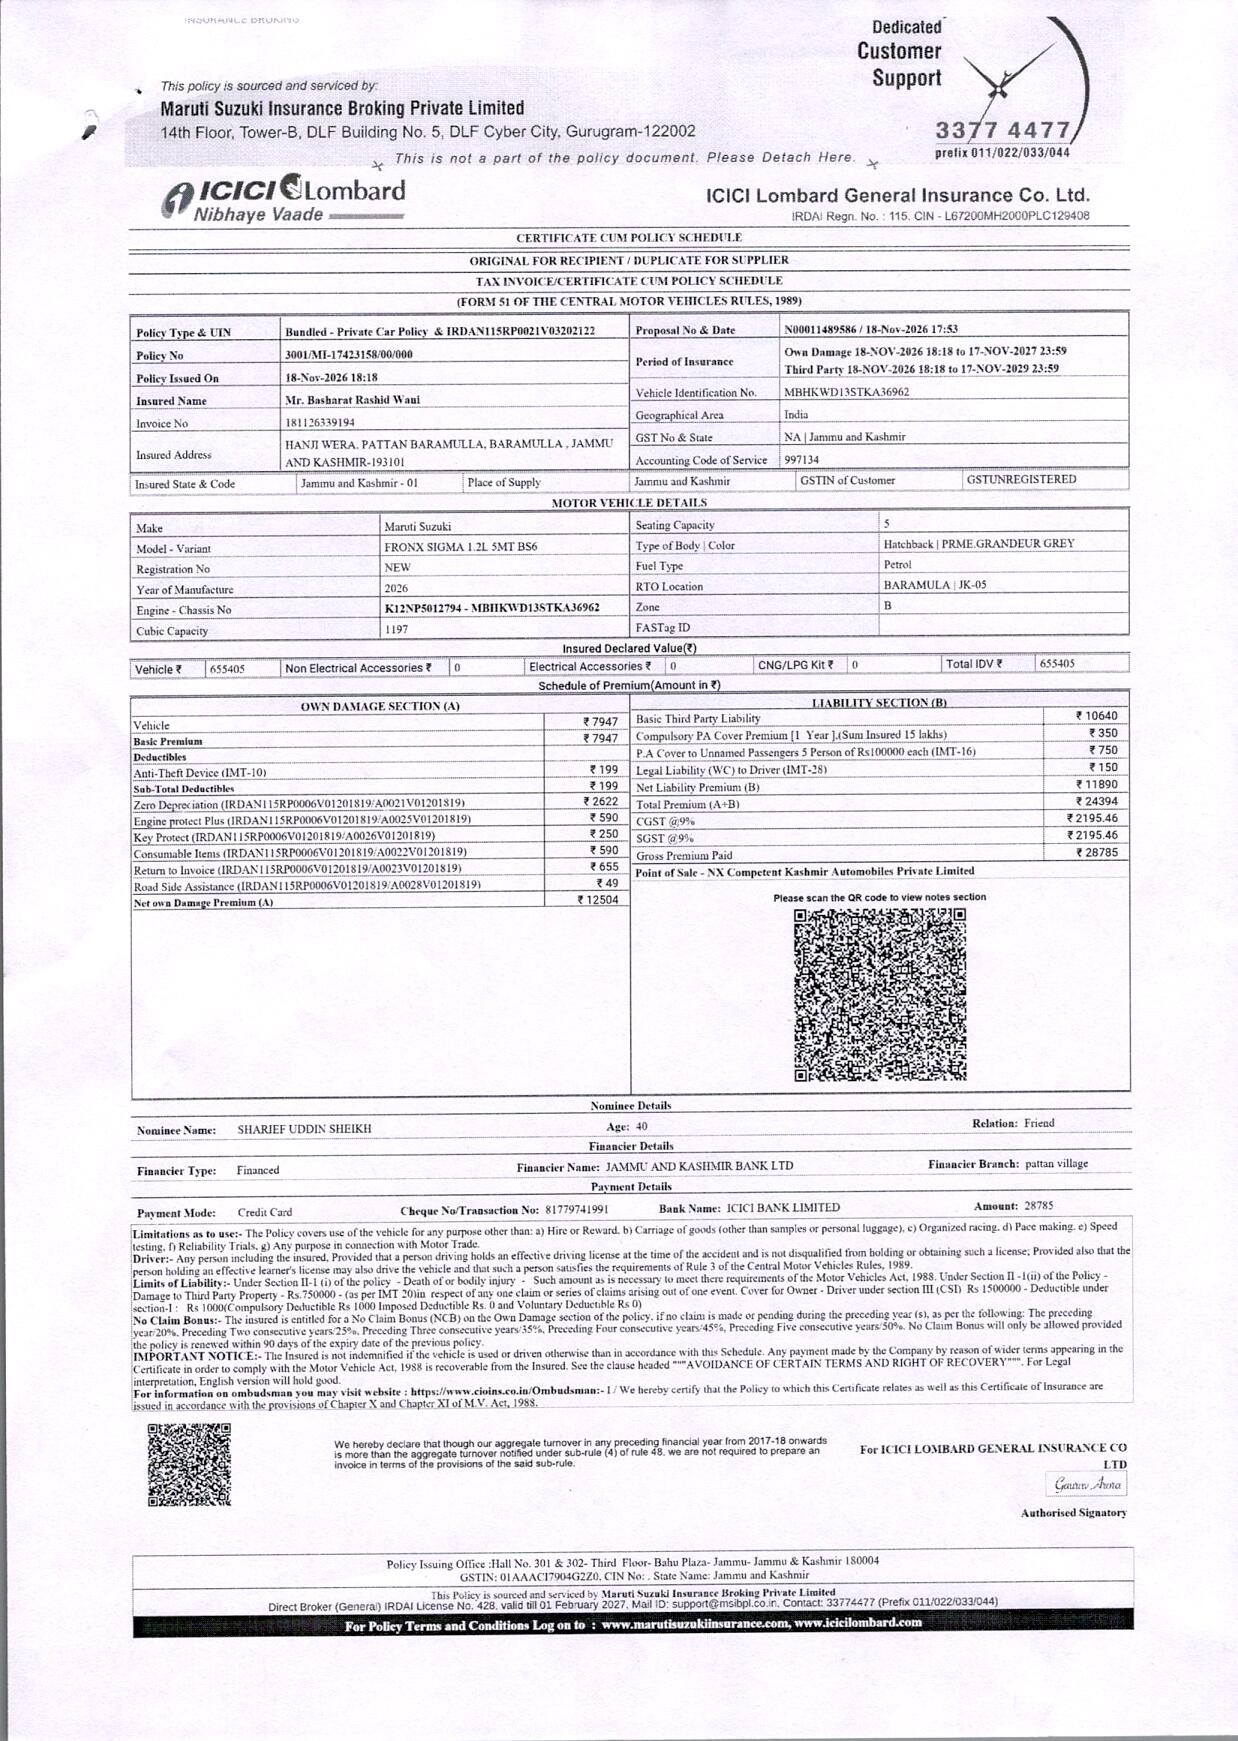 INSURANCE BROKING
Dedicated
Customer
Support
3377 4477
prefix 011/022/033/044
This policy is sourced and serviced by:
Maruti Suzuki Insurance Broking Private Limited
14th Floor, Tower-B, DLF Building No. 5, DLF Cyber City, Gurugram-122002
This is not a part of the policy document. Please Detach Here.
ICICI Lombard
Nibhaye Vaade
ICICI Lombard General Insurance Co. Ltd.
IRDAI Regn. No. : 115. CIN - L67200MH2000PLC129408
CERTIFICATE CUM POLICY SCHEDULE
ORIGINAL FOR RECIPIENT / DUPLICATE FOR SUPPLIER
TAX INVOICE/CERTIFICATE CUM POLICY SCHEDULE
(FORM 51 OF THE CENTRAL MOTOR VEHICLES RULES, 1989)
Policy Type & UIN Bundled - Private Car Policy & IRDAN115RP0021V03202122
Policy No 3001/MI-17423158/00/000
Policy Issued On 18-Nov-2026 18:18
Insured Name Mr. Basharat Rashid Wani
Invoice No 181126339194
Insured Address HANJI WERA. PATTAN BARAMULLA, BARAMULLA , JAMMU
AND KASHMIR-193101
Proposal No & Date N00011489586 / 18-Nov-2026 17:53
Period of Insurance Own Damage 18-NOV-2026 18:18 to 17-NOV-2027 23:59
Third Party 18-NOV-2026 18:18 to 17-NOV-2029 23:59
Vehicle Identification No. MBHKWD13STKA36962
Geographical Area India
GST No & State NA | Jammu and Kashmir
Accounting Code of Service 997134
Insured State & Code Jammu and Kashmir - 01 Place of Supply Jammu and Kashmir GSTIN of Customer GSTUNREGISTERED
MOTOR VEHICLE DETAILS
Make Maruti Suzuki
Model - Variant FRONX SIGMA 1.2L 5MT BS6
Registration No NEW
Year of Manufacture 2026
Engine - Chassis No K12NP5012794 - MBHKWD13STKA36962
Cubic Capacity 1197
Seating Capacity 5
Type of Body | Color Hatchback | PRME.GRANDEUR GREY
Fuel Type Petrol
RTO Location BARAMULA | JK-05
Zone B
FASTag ID
Insured Declared Value(₹)
Vehicle ₹ 655405 Non Electrical Accessories ₹ 0 Electrical Accessories ₹ 0 CNG/LPG Kit ₹ 0 Total IDV ₹ 655405
Schedule of Premium(Amount in ₹)
OWN DAMAGE SECTION (A)
Vehicle ₹ 7947
Basic Premium ₹ 7947
Deductibles
Anti-Theft Device (IMT-10) ₹ 199
Sub-Total Deductibles ₹ 199
Zero Depreciation (IRDAN115RP0006V01201819/A0021V01201819) ₹ 2622
Engine protect Plus (IRDAN115RP0006V01201819/A0025V01201819) ₹ 590
Key Protect (IRDAN115RP0006V01201819/A0026V01201819) ₹ 250
Consumable Items (IRDAN115RP0006V01201819/A0022V01201819) ₹ 590
Return to Invoice (IRDAN115RP0006V01201819/A0023V01201819) ₹ 655
Road Side Assistance (IRDAN115RP0006V01201819/A0028V01201819) ₹ 49
Net own Damage Premium (A) ₹ 12504
LIABILITY SECTION (B)
Basic Third Party Liability ₹ 10640
Compulsory PA Cover Premium [1 Year ].(Sum Insured 15 lakhs) ₹ 350
P.A Cover to Unnamed Passengers 5 Person of Rs100000 each (IMT-16) ₹ 750
Legal Liability (WC) to Driver (IMT-28) ₹ 150
Net Liability Premium (B) ₹ 11890
Total Premium (A+B) ₹ 24394
CGST @9% ₹ 2195.46
SGST @9% ₹ 2195.46
Gross Premium Paid ₹ 28785
Point of Sale - NX Competent Kashmir Automobiles Private Limited
Please scan the QR code to view notes section
Nominee Details
Nominee Name: SHARIEF UDDIN SHEIKH Age: 40 Relation: Friend
Financier Details
Financier Type: Financed Financier Name: JAMMU AND KASHMIR BANK LTD Financier Branch: pattan village
Payment Details
Payment Mode: Credit Card Cheque No/Transaction No: 81779741991 Bank Name: ICICI BANK LIMITED Amount: 28785
Limitations as to use:- The Policy covers use of the vehicle for any purpose other than: a) Hire or Reward. b) Carriage of goods (other than samples or personal luggage), c) Organized racing. d) Pace making. e) Speed
testing, f) Reliability Trials, g) Any purpose in connection with Motor Trade.
Driver:- Any person including the insured, Provided that a person driving holds an effective driving license at the time of the accident and is not disqualified from holding or obtaining such a license; Provided also that the
person holding an effective learner's license may also drive the vehicle and that such a person satisfies the requirements of Rule 3 of the Central Motor Vehicles Rules, 1989.
Limits of Liability:- Under Section II-1 (i) of the policy - Death of or bodily injury - Such amount as is necessary to meet there requirements of the Motor Vehicles Act, 1988. Under Section II -1(ii) of the Policy -
Damage to Third Party Property - Rs.750000 - (as per IMT 20)in respect of any one claim or series of claims arising out of one event. Cover for Owner - Driver under section III (CSI) Rs 1500000 - Deductible under
section-I : Rs 1000(Compulsory Deductible Rs 1000 Imposed Deductible Rs. 0 and Voluntary Deductible Rs 0)
No Claim Bonus:- The insured is entitled for a No Claim Bonus (NCB) on the Own Damage section of the policy, if no claim is made or pending during the preceding year (s), as per the following: The preceding
year/20%, Preceding Two consecutive years/25%, Preceding Three consecutive years/35%, Preceding Four consecutive years/45%, Preceding Five consecutive years/50%. No Claim Bonus will only be allowed provided
the policy is renewed within 90 days of the expiry date of the previous policy.
IMPORTANT NOTICE:- The Insured is not indemnified if the vehicle is used or driven otherwise than in accordance with this Schedule. Any payment made by the Company by reason of wider terms appearing in the
Certificate in order to comply with the Motor Vehicle Act, 1988 is recoverable from the Insured. See the clause headed """AVOIDANCE OF CERTAIN TERMS AND RIGHT OF RECOVERY""". For Legal
interpretation, English version will hold good.
For information on ombudsman you may visit website : https://www.cioins.co.in/Ombudsman:- I / We hereby certify that the Policy to which this Certificate relates as well as this Certificate of Insurance are
issued in accordance with the provisions of Chapter X and Chapter XI of M.V. Act, 1988.
We hereby declare that though our aggregate turnover in any preceding financial year from 2017-18 onwards
is more than the aggregate turnover notified under sub-rule (4) of rule 48, we are not required to prepare an
invoice in terms of the provisions of the said sub-rule.
For ICICI LOMBARD GENERAL INSURANCE CO
LTD
Gaurav Arora
Authorised Signatory
Policy Issuing Office :Hall No. 301 & 302- Third Floor- Bahu Plaza- Jammu- Jammu & Kashmir 180004
GSTIN: 01AAACI7904G2Z0, CIN No: . State Name: Jammu and Kashmir
This Policy is sourced and serviced by Maruti Suzuki Insurance Broking Private Limited
Direct Broker (General) IRDAI License No. 428, valid till 01 February 2027, Mail ID: support@msibpl.co.in, Contact: 33774477 (Prefix 011/022/033/044)
For Policy Terms and Conditions Log on to : www.marutisuzukiinsurance.com, www.icicilombard.com